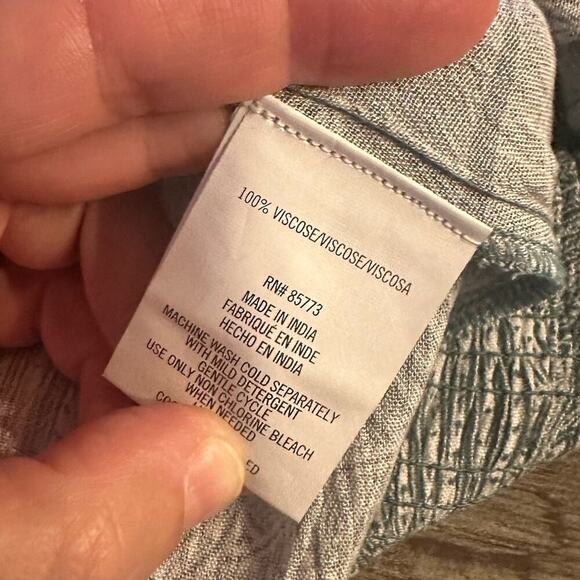 100% VISCOSE/VISCOSE/VISCOSA
RN# 85773
MADE IN INDIA
FABRIQUÉ EN INDE
HECHO EN INDIA
MACHINE WASH COLD SEPARATELY
WITH MILD DETERGENT
GENTLE CYCLE
USE ONLY NON CHLORINE BLEACH
WHEN NEEDED